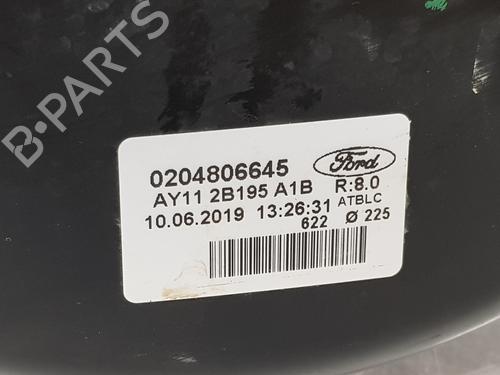 B-PARTS
0204806645 Ford
AY11 2B195 A1B R:8.0
10.06.2019 13:26:31 ATBLC
622 Ø 225